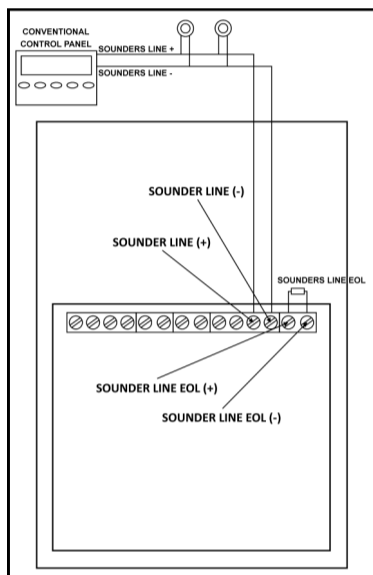 CONVENTIONAL
CONTROL PANEL
SOUNDERS LINE +
SOUNDERS LINE -
SOUNDER LINE (-)
SOUNDER LINE (+)
SOUNDERS LINE EOL
SOUNDER LINE EOL (+)
SOUNDER LINE EOL (-)